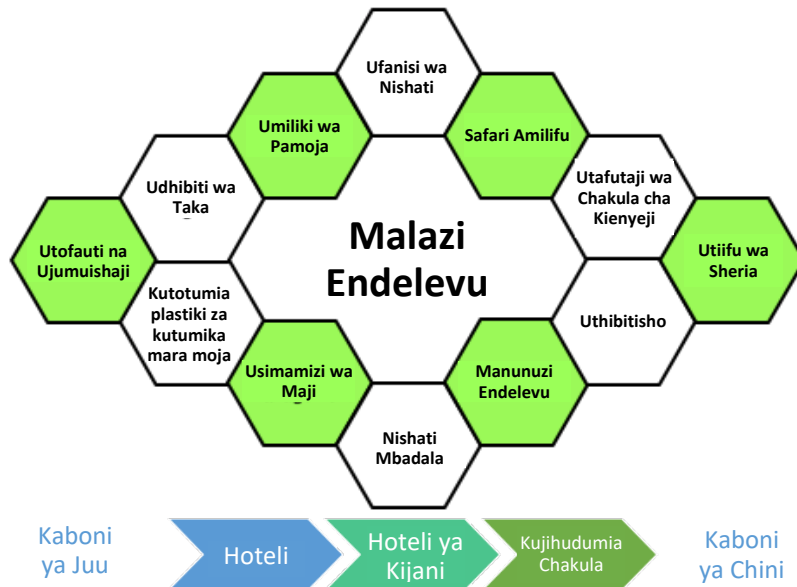 Ufanisi wa
Nishati
Umiliki wa
Pamoja
Safari Amilifu
Udhibiti wa
Taka
Utafutaji wa
Chakula cha
Kienyeji
Utofauti na
Ujumuishaji
Malazi
Endelevu
Utiifu wa
Sheria
Kutotumia
plastiki za
kutumika
mara moja
Uthibitisho
Usimamizi wa
Maji
Manunuzi
Endelevu
Nishati
Mbadala
Kaboni
ya Juu
Hoteli
Hoteli ya
Kijani
Kujihudumia
Chakula
Kaboni
ya Chini